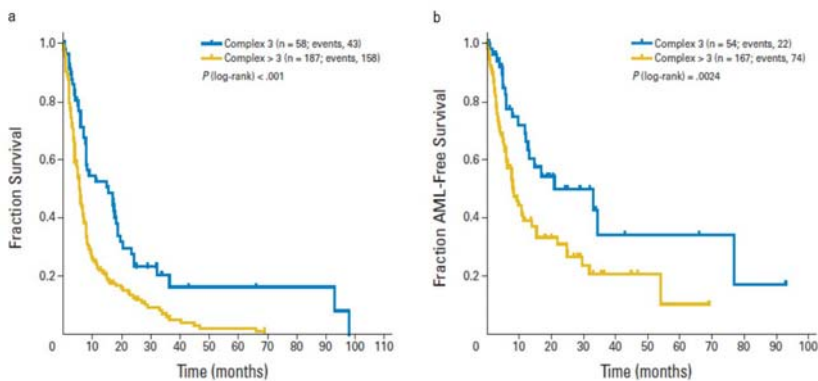 a
Complex 3 (n = 58; events, 43)
Complex > 3 (n = 187; events, 158)
P (log-rank) < .001
Fraction Survival
1.0
0.8
0.6
0.4
0.2
0
10 20 30 40 50 60 70 80 90 100 110
Time (months)
b
Complex 3 (n = 54; events, 22)
Complex > 3 (n = 167; events, 74)
P (log-rank) = .0024
Fraction AML-Free Survival
1.0
0.8
0.6
0.4
0.2
0
10 20 30 40 50 60 70 80 90 100
Time (months)